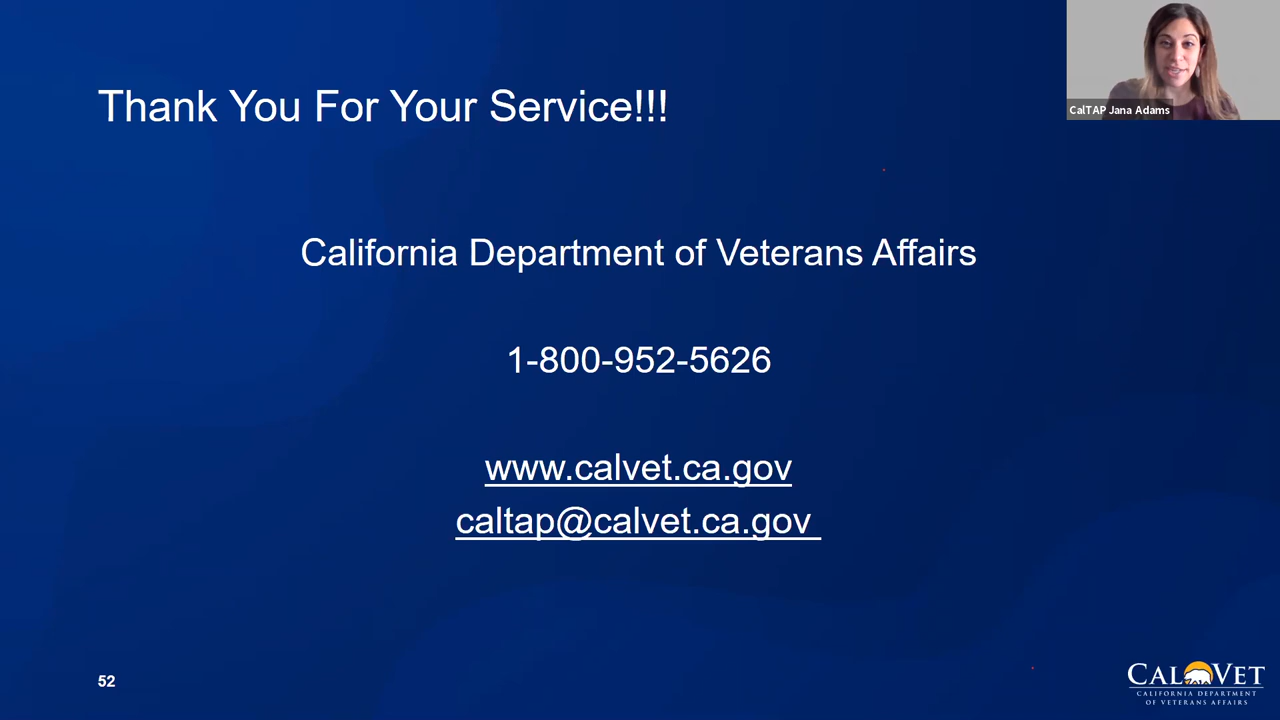 Thank You For Your Service!!!
CalTAP Jana Adams
California Department of Veterans Affairs
1-800-952-5626
www.calvet.ca.gov
caltap@calvet.ca.gov
52
CALVET
CALIFORNIA DEPARTMENT
OF VETERANS AFFAIRS